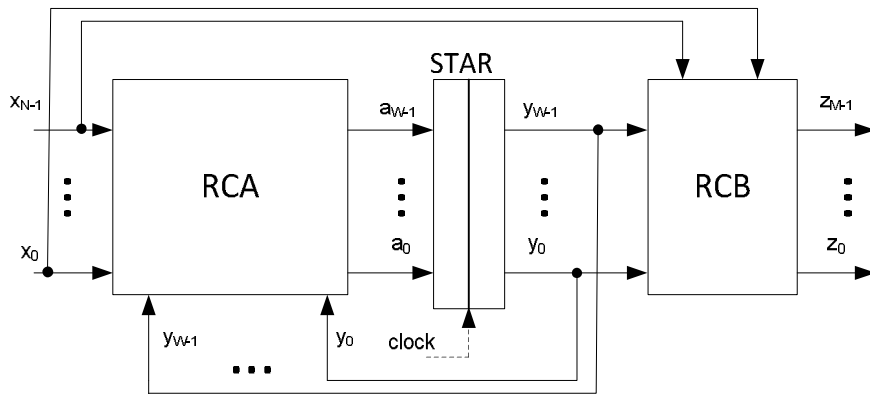 STAR
x_{N-1} a_{W-1} y_{W-1} z_{M-1}
RCA RCB
x_0 a_0 y_0 z_0
y_{W-1} y_0 clock